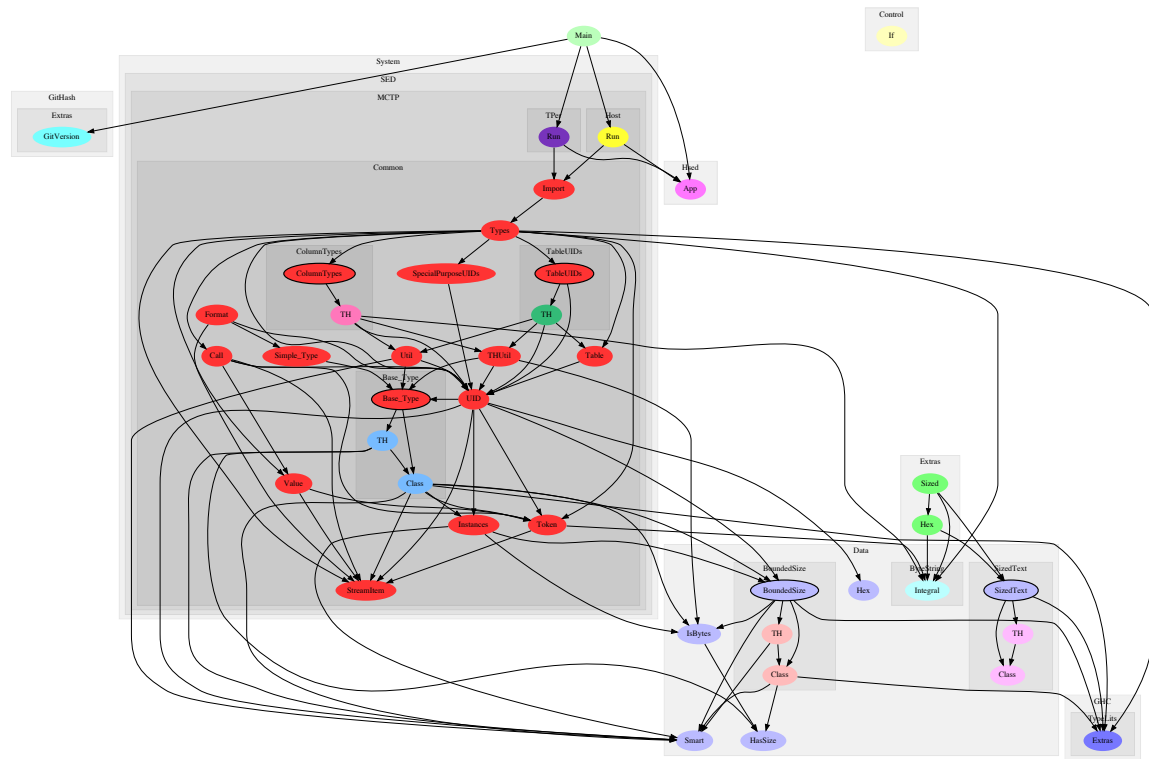 Control
If
Main
System
SED
GitHash
MCTP
Extras
TPer
Host
GitVersion
Run
Run
Common
Hsed
Import
App
Types
ColumnTypes
TableUIDs
ColumnTypes
SpecialPurposeUIDs
TableUIDs
Format
TH
TH
Call
Simple_Type
Util
THUtil
Table
Base_Type
Base_Type
UID
TH
Extras
Value
Class
Sized
Instances
Token
Hex
Data
BoundedSize
ByteString
SizedText
StreamItem
BoundedSize
Hex
Integral
SizedText
IsBytes
TH
TH
Class
Class
GHC
TypeLits
Smart
HasSize
Extras